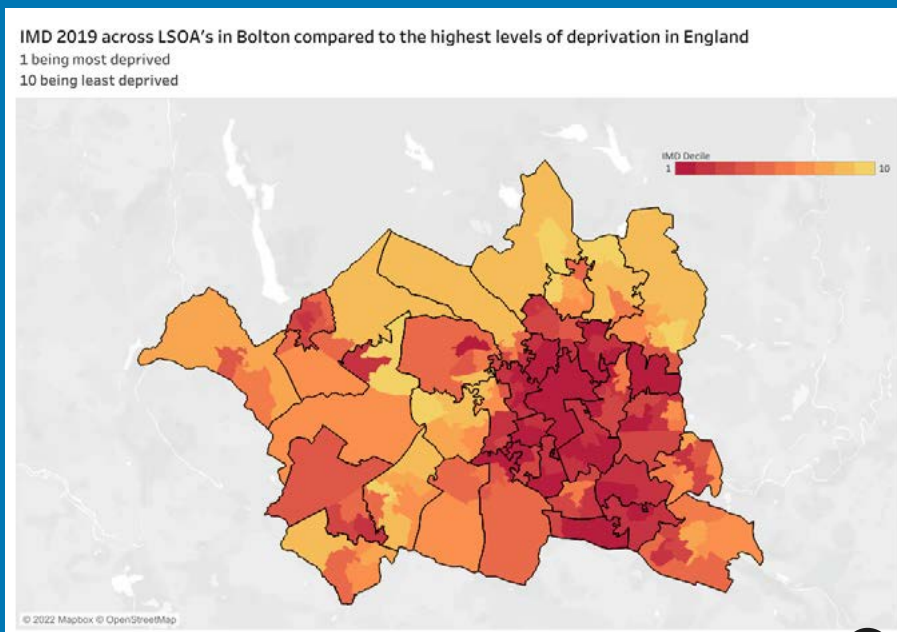 IMD 2019 across LSOA's in Bolton compared to the highest levels of deprivation in England
1 being most deprived
10 being least deprived
IMD Decile
1 10
© 2022 Mapbox © OpenStreetMap